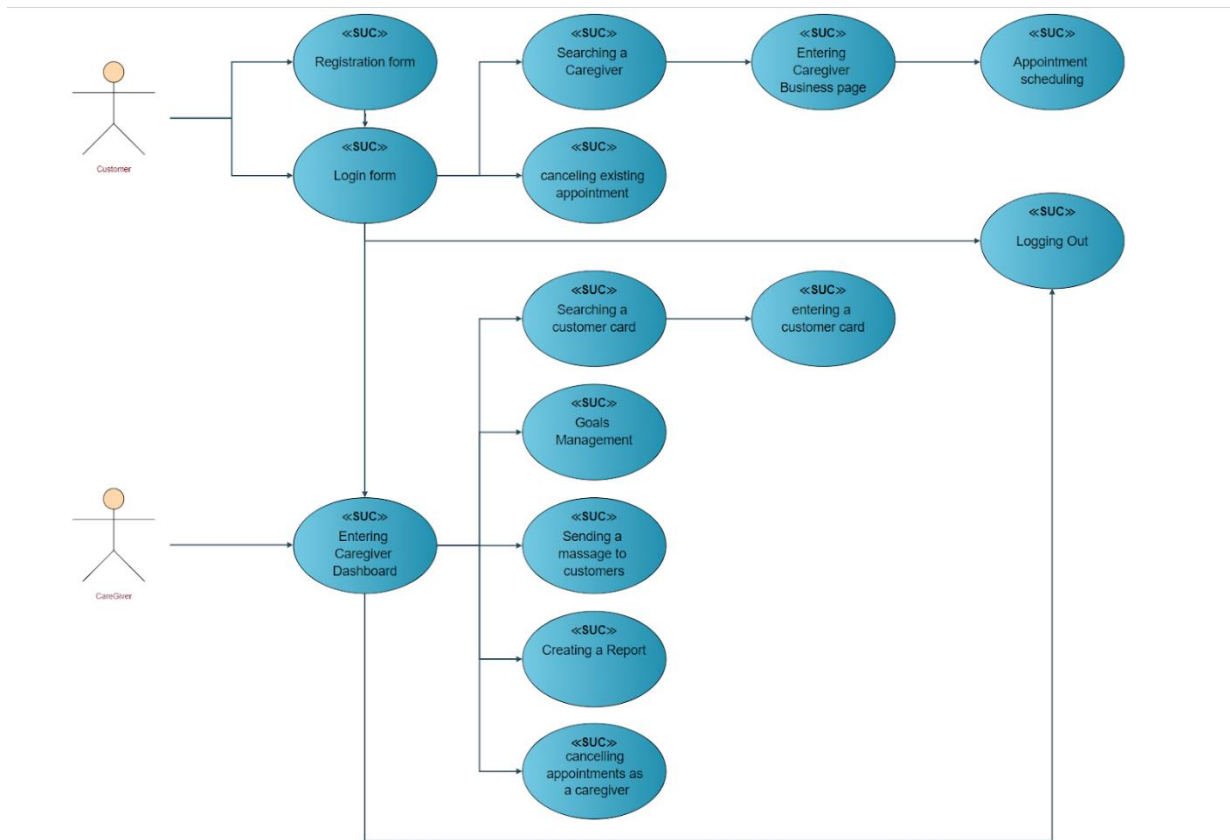 ≪SUC≫
Registration form
≪SUC≫
Searching a
Caregiver
≪SUC≫
Entering
Caregiver
Business page
≪SUC≫
Appointment
scheduling
Customer
≪SUC≫
Login form
≪SUC≫
canceling existing
appointment
≪SUC≫
Logging Out
≪SUC≫
Searching a
customer card
≪SUC≫
entering a
customer card
≪SUC≫
Goals
Management
CareGiver
≪SUC≫
Entering
Caregiver
Dashboard
≪SUC≫
Sending a
massage to
customers
≪SUC≫
Creating a Report
≪SUC≫
cancelling
appointments as
a caregiver